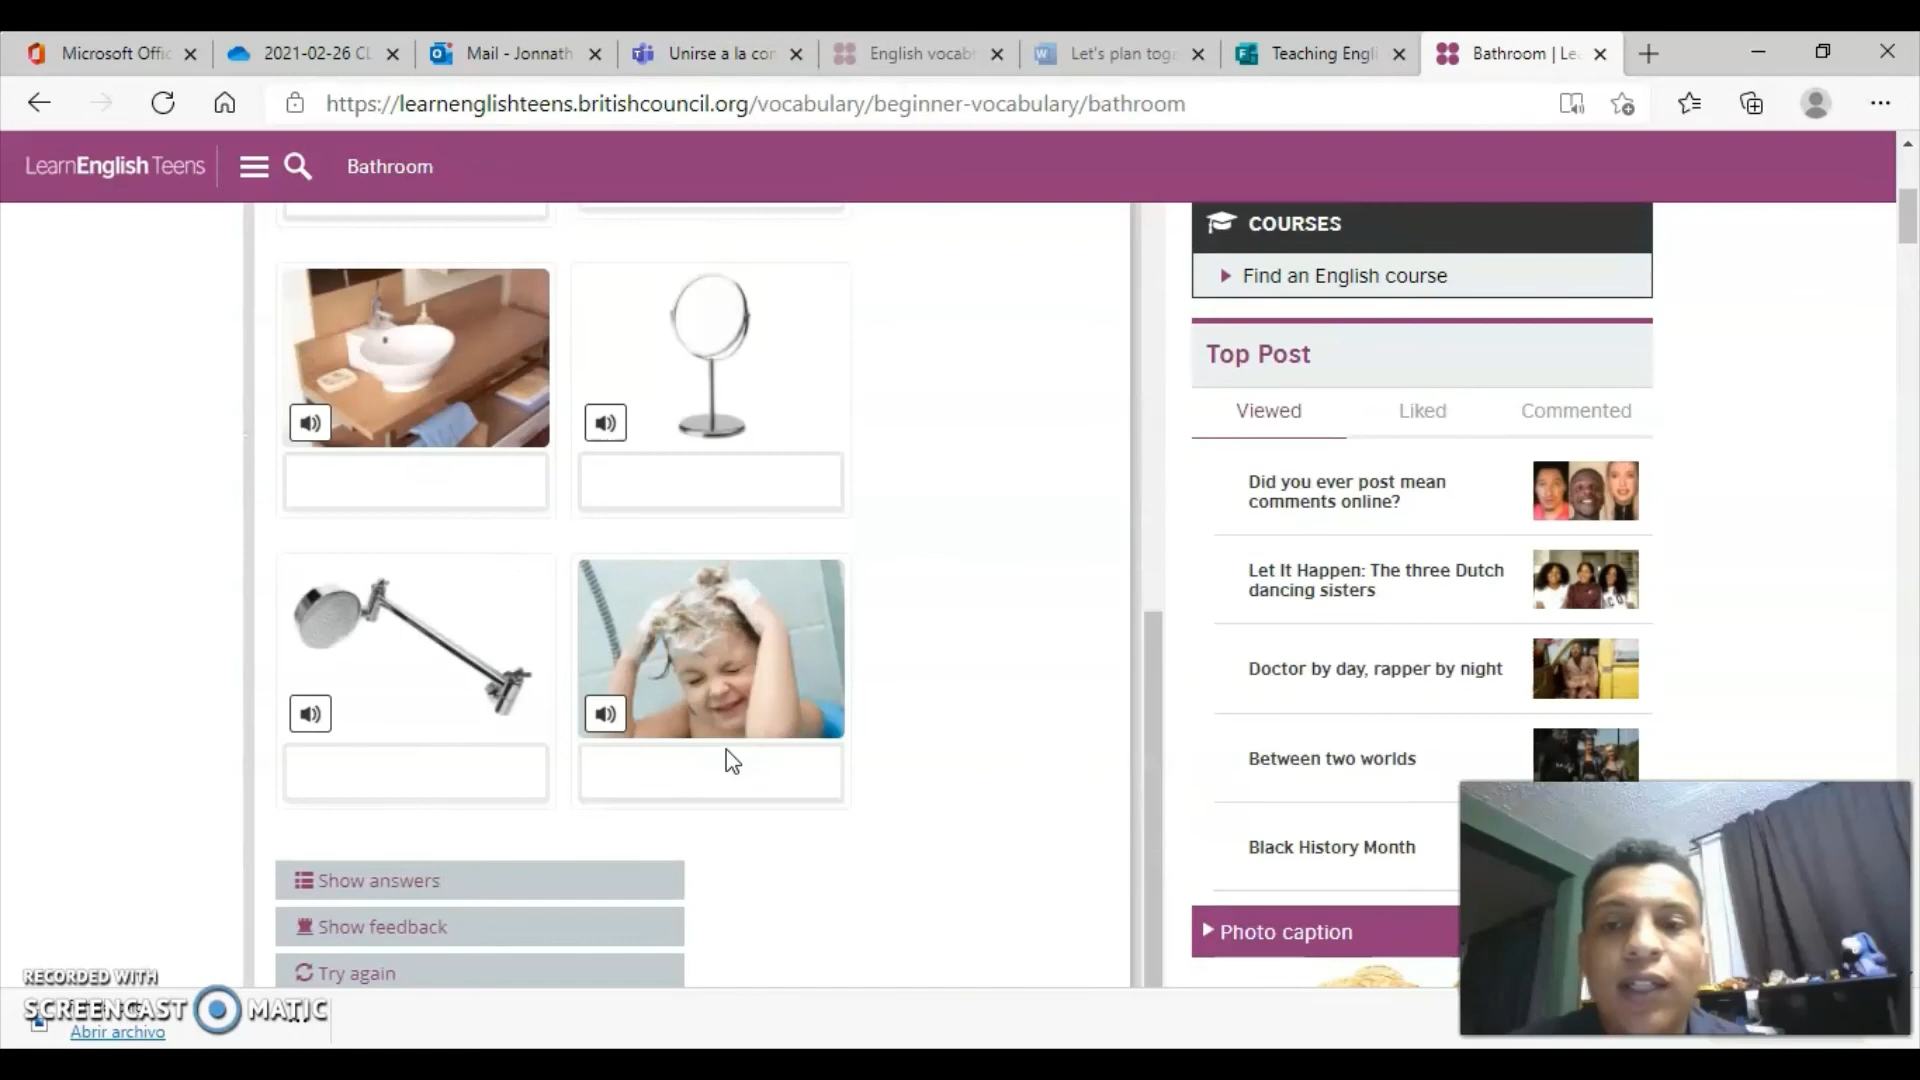 Microsoft Offic
2021-02-26 CL
Mail - Jonnath
Unirse a la con
English vocab
Let's plan tog
Teaching Engli
Bathroom | Lea
https://learnenglishteens.britishcouncil.org/vocabulary/beginner-vocabulary/bathroom
LearnEnglish Teens
Bathroom
COURSES
Find an English course
Top Post
Viewed
Liked
Commented
Did you ever post mean
comments online?
Let It Happen: The three Dutch
dancing sisters
Doctor by day, rapper by night
Between two worlds
Black History Month
Photo caption
Show answers
Show feedback
Try again
RECORDED WITH
SCREENCAST MATIC
Abrir archivo